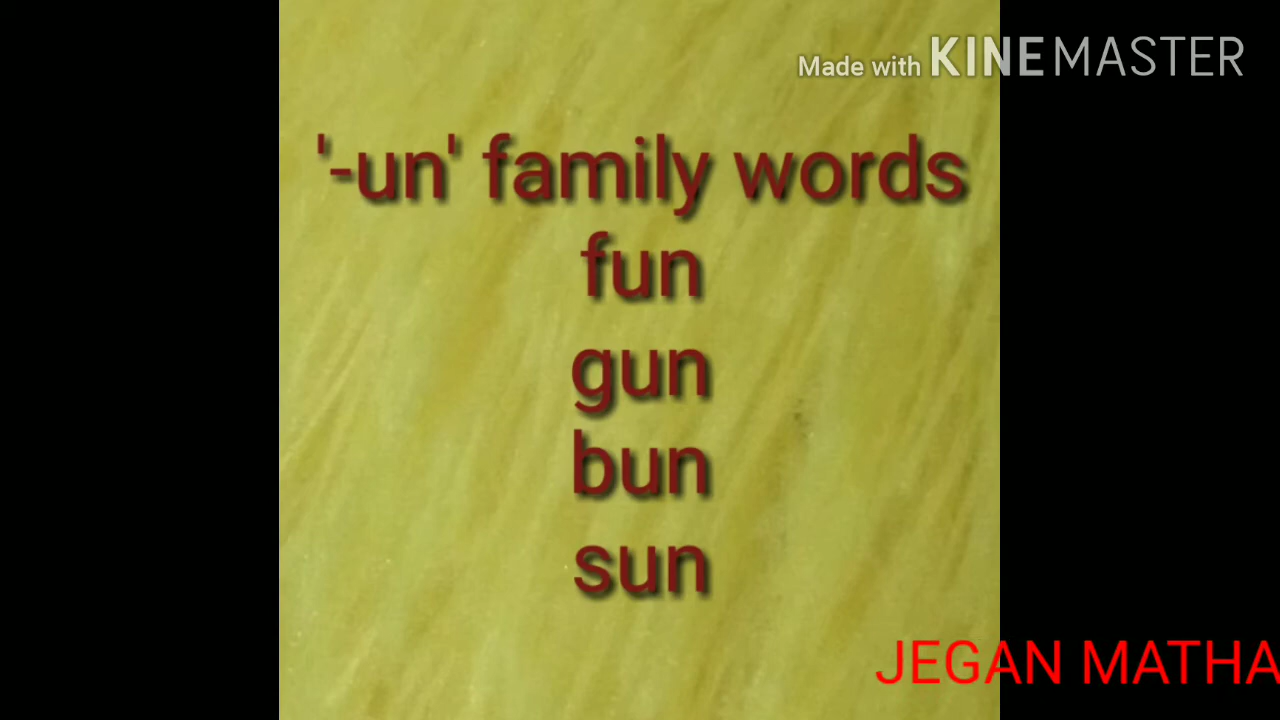 Made with KINEMASTER
'-un' family words
fun
gun
bun
sun
JEGAN MATHA